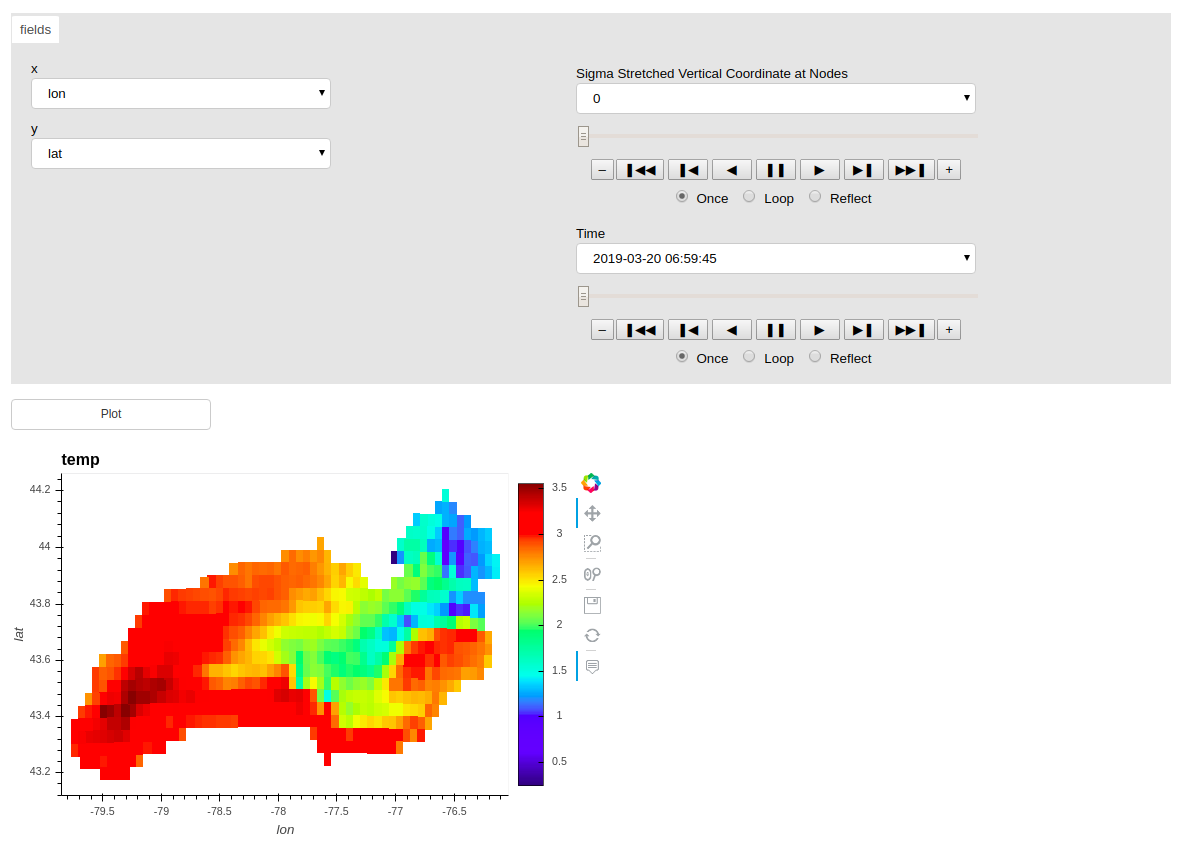 fields
x
lon
y
lat
Sigma Stretched Vertical Coordinate at Nodes
0
–
+
Once Loop Reflect
Time
2019-03-20 06:59:45
–
+
Once Loop Reflect
Plot
temp
44.2
44
43.8
43.6
43.4
43.2
lat
-79.5 -79 -78.5 -78 -77.5 -77 -76.5
lon
3.5
3
2.5
2
1.5
1
0.5